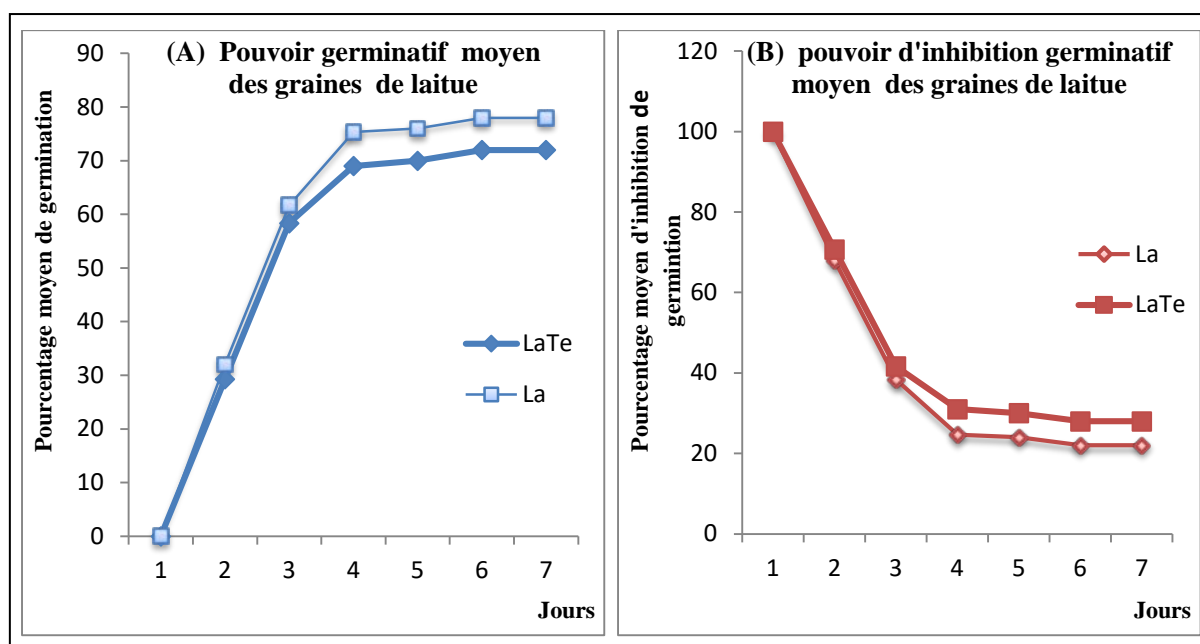 (A) Pouvoir germinatif moyen
des graines de laitue
Pourcentage moyen de germination
90
80
70
60
50
40
30
20
10
0
LaTe
La
1 2 3 4 5 6 7
Jours
(B) pouvoir d'inhibition germinatif
moyen des graines de laitue
Pourcentage moyen d'inhibition de
germintion
120
100
80
60
40
20
0
La
LaTe
1 2 3 4 5 6 7
Jours